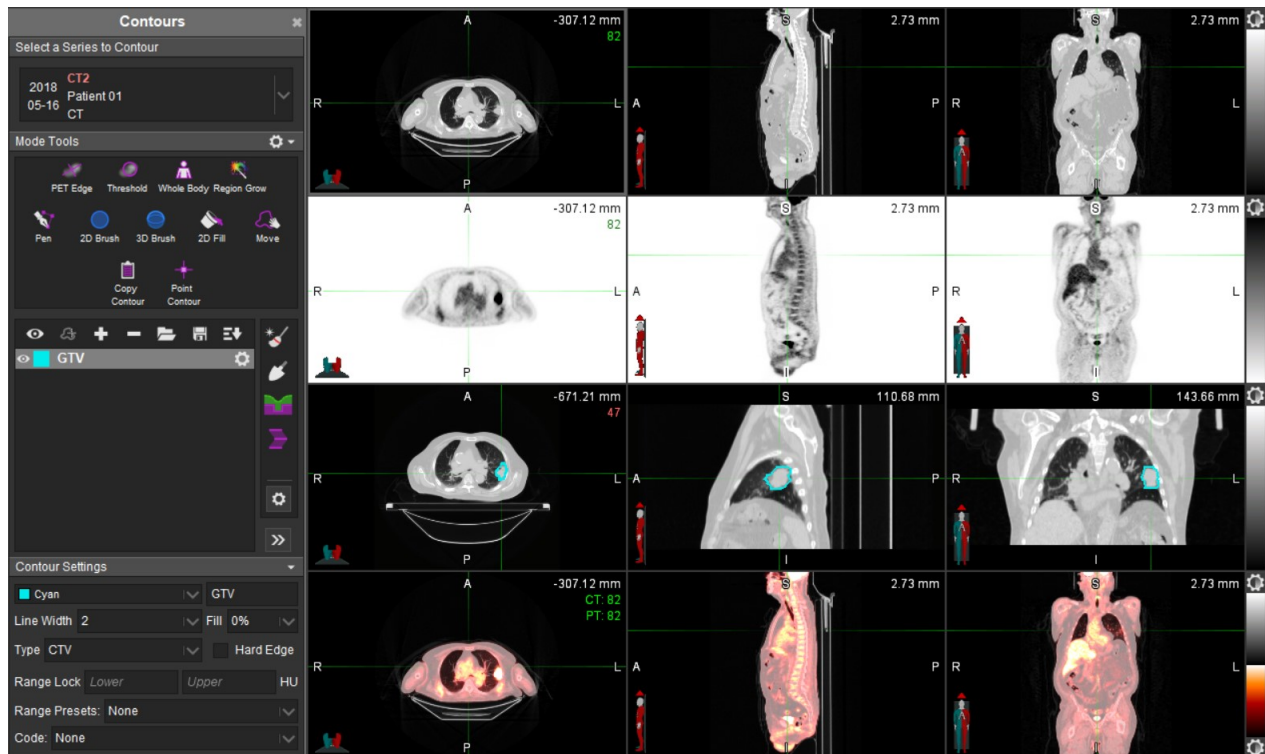 Contours
Select a Series to Contour
2018
05-16
CT2
Patient 01
CT
Mode Tools
PET Edge Threshold Whole Body Region Grow
Pen 2D Brush 3D Brush 2D Fill Move
Copy Contour Point Contour
GTV
Contour Settings
Cyan GTV
Line Width 2 Fill 0%
Type CTV Hard Edge
Range Lock Lower Upper HU
Range Presets: None
Code: None
A -307.12 mm
82
R L
P
S 2.73 mm
A P
I
S 2.73 mm
R L
I
A -307.12 mm
82
R L
P
S 2.73 mm
A P
I
S 2.73 mm
R L
I
A -671.21 mm
47
R L
P
S 110.68 mm
A P
I
S 143.66 mm
R L
I
A -307.12 mm
CT: 82
PT: 82
R L
P
S 2.73 mm
A P
I
S 2.73 mm
R L
I